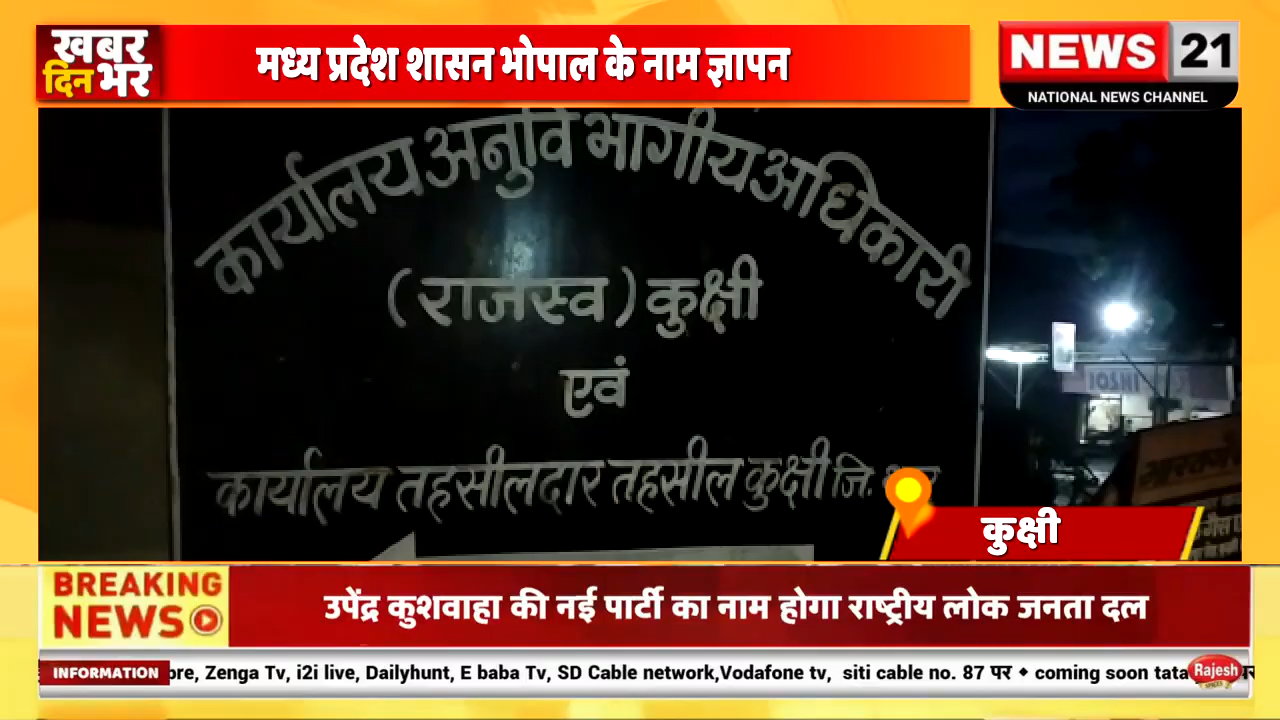 खबर
दिन भर
मध्य प्रदेश शासन भोपाल के नाम ज्ञापन
NEWS 21
NATIONAL NEWS CHANNEL
कार्यालय अनुविभागीय अधिकारी
(राजस्व) कुक्षी
एवं
कार्यालय तहसीलदार तहसील कुक्षी जि.
JOSHI
कुक्षी
BREAKING
NEWS
उपेंद्र कुशवाहा की नई पार्टी का नाम होगा राष्ट्रीय लोक जनता दल
INFORMATION
ore, Zenga Tv, i2i live, Dailyhunt, E baba Tv, SD Cable network,Vodafone tv, siti cable no. 87 पर • coming soon tata
Rajesh